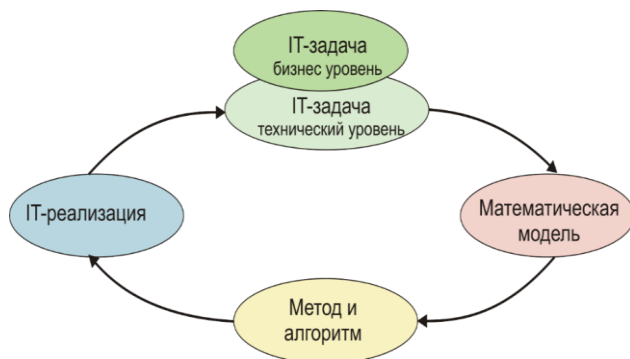 IT-задача
бизнес уровень
IT-задача
технический уровень
IT-реализация
Математическая
модель
Метод и
алгоритм